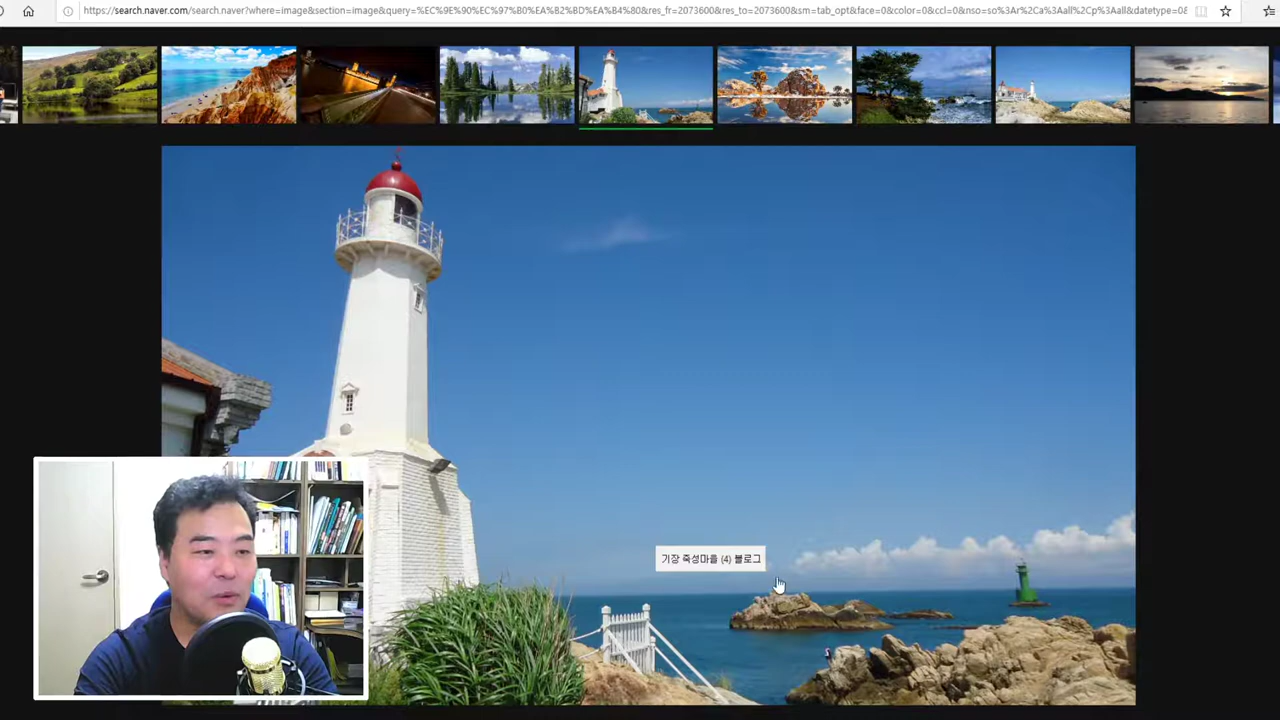 https://search.naver.com/search.naver?where=image&section=image&query=%EC%9E%90%EC%97%B0%EA%B2%BD%EA%B4%80&res_fr=2073600&res_to=2073600&sm=tab_opt&face=0&color=0&ccl=0&nso=so%3Ar%2Ca%3Aall%2Cp%3Aall&datetype=0&
기장 죽성마을 (4) 블로그